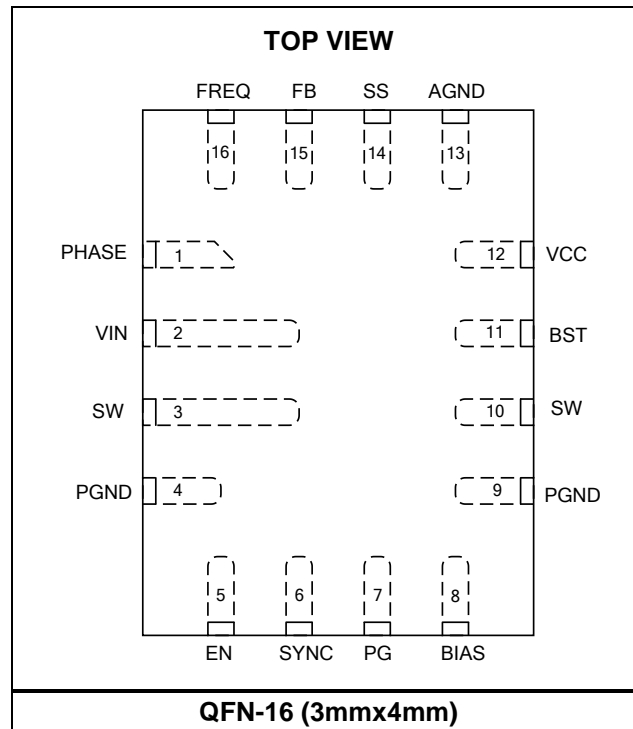 TOP VIEW
FREQ FB SS AGND
16 15 14 13
PHASE 1 12 VCC
VIN 2 11 BST
SW 3 10 SW
PGND 4 9 PGND
5 6 7 8
EN SYNC PG BIAS
QFN-16 (3mmx4mm)